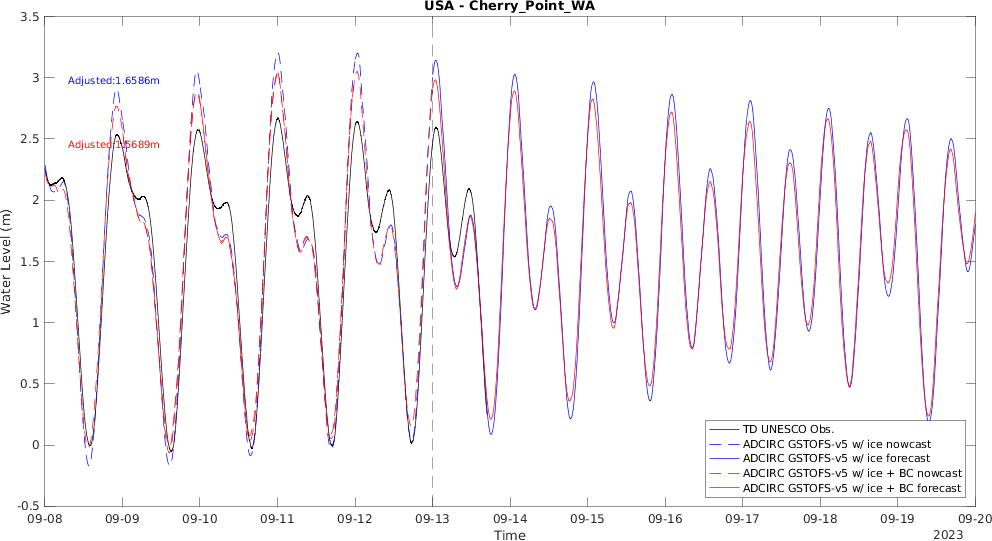 USA - Cherry_Point_WA
3.5
3
2.5
2
1.5
1
0.5
0
-0.5
Water Level (m)
Adjusted:1.6586m
Adjusted:1.5689m
TD UNESCO Obs.
ADCIRC GSTOFS-v5 w/ ice nowcast
ADCIRC GSTOFS-v5 w/ ice forecast
ADCIRC GSTOFS-v5 w/ ice + BC nowcast
ADCIRC GSTOFS-v5 w/ ice + BC forecast
09-08 09-09 09-10 09-11 09-12 09-13 09-14 09-15 09-16 09-17 09-18 09-19 09-20
Time
2023